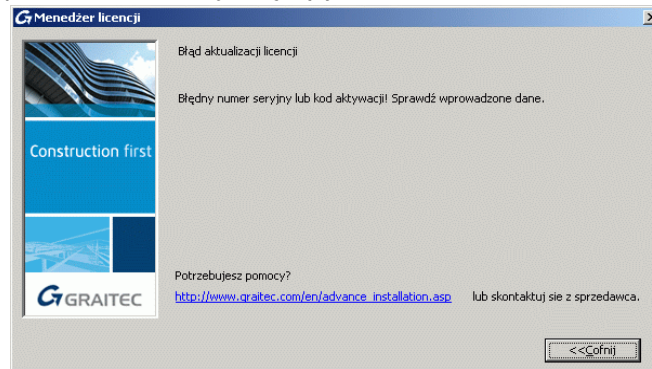 Menedżer licencji
Błąd aktualizacji licencji
Błędny numer seryjny lub kod aktywacji! Sprawdź wprowadzone dane.
Construction first
GRAITEC
Potrzebujesz pomocy?
http://www.graitec.com/en/advance_installation.asp lub skontaktuj sie z sprzedawca.
<<Cofnij